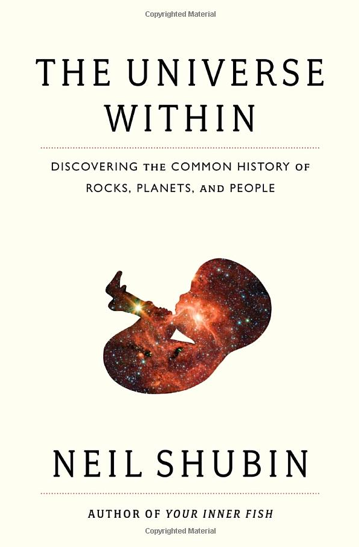 Copyrighted Material
THE UNIVERSE
WITHIN
DISCOVERING THE COMMON HISTORY OF
ROCKS, PLANETS, AND PEOPLE
NEIL SHUBIN
AUTHOR OF YOUR INNER FISH
Copyrighted Material